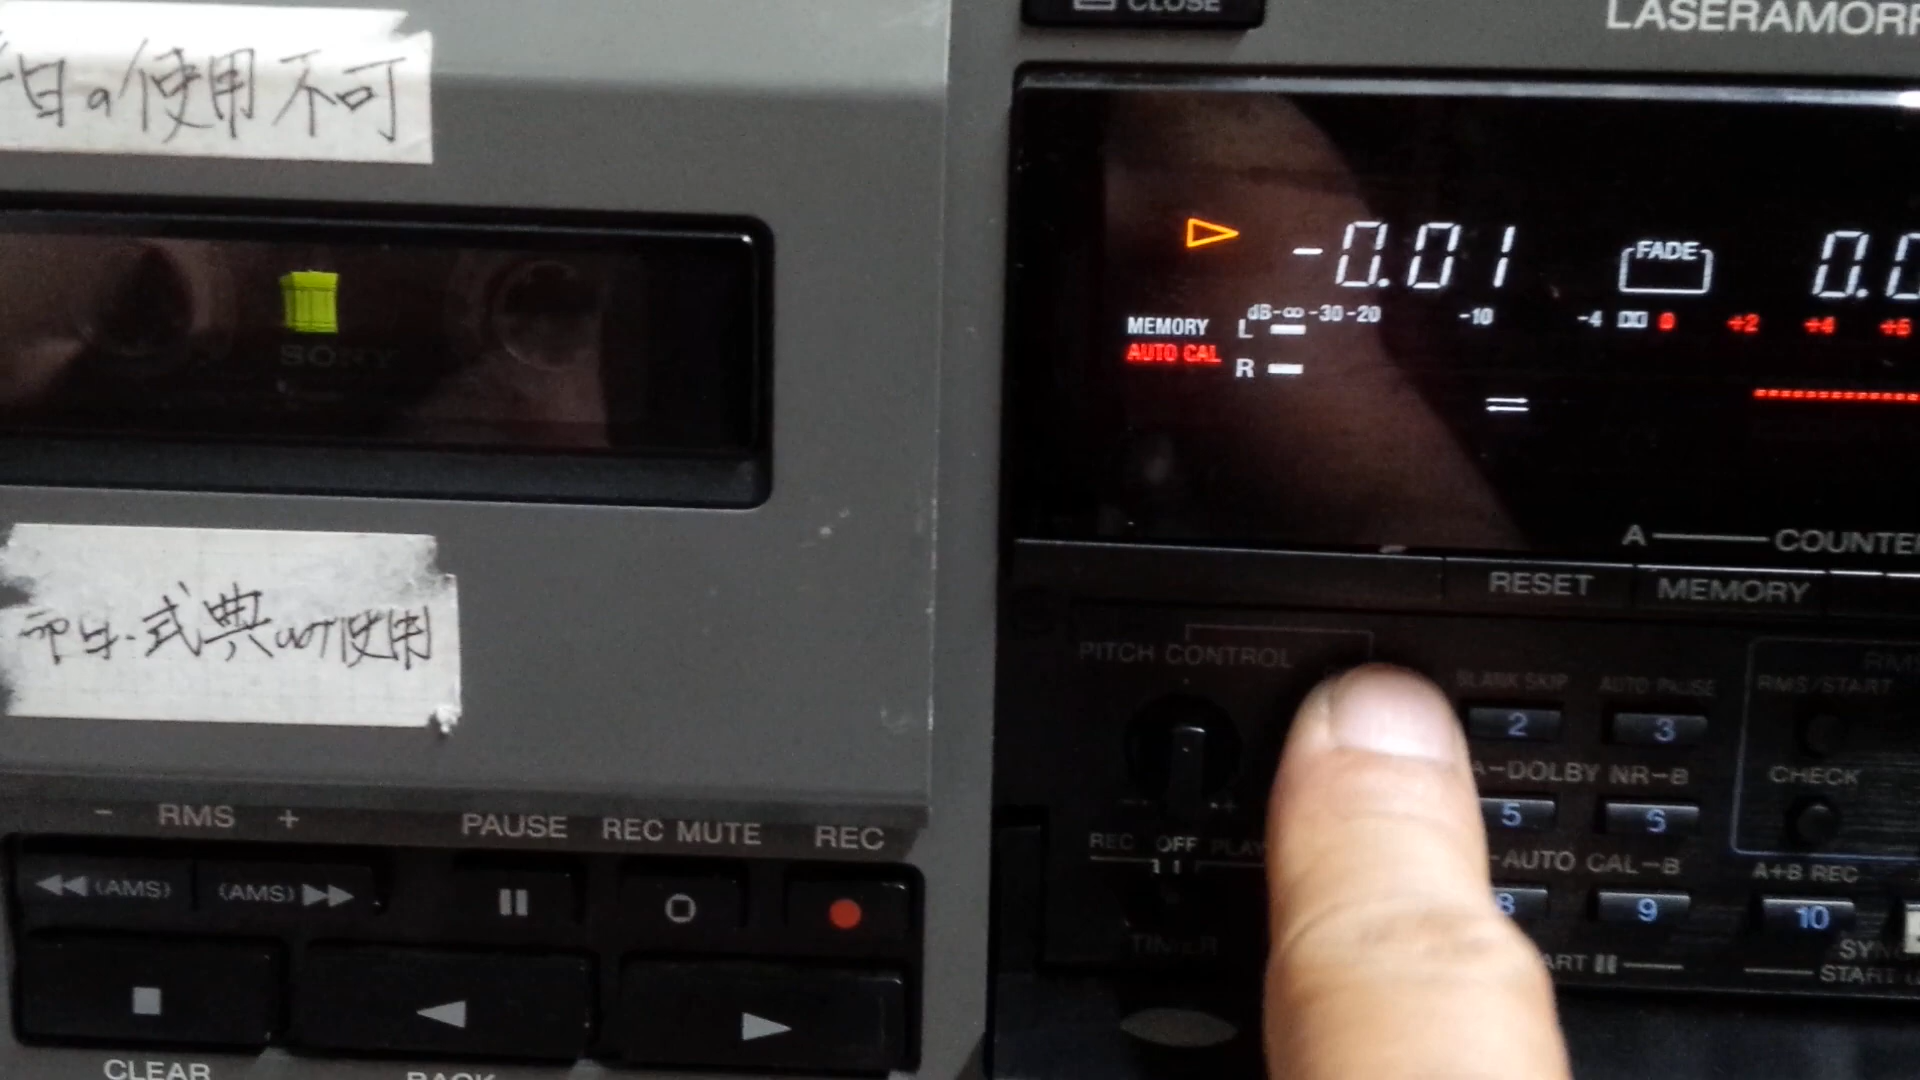 の使用不可
SONY
式典での使用
- RMS +
PAUSE
REC MUTE
REC
(AMS)
(AMS)
CLEAR
BACK
CLOSE
-0.01
FADE
0.0
MEMORY
AUTO CAL
dB-∞ -30 -20 -10 -4 0 +2 +4 +6
L
R
A
COUNTER
RESET
MEMORY
PITCH CONTROL
BLANK SKIP
AUTO PAUSE
RMS/START
2
3
A-DOLBY NR-B
CHECK
5
6
REC OFF PLAY
-AUTO CAL-B
A+B REC
8
9
10
TIMER
START